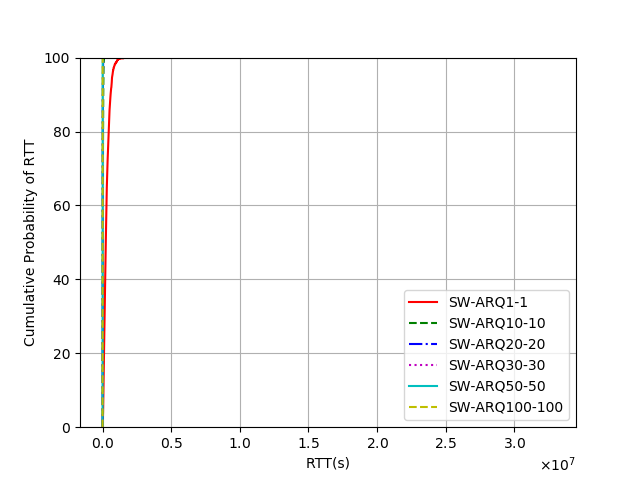 100
80
60
40
20
0
Cumulative Probability of RTT
SW-ARQ1-1
SW-ARQ10-10
SW-ARQ20-20
SW-ARQ30-30
SW-ARQ50-50
SW-ARQ100-100
0.0 0.5 1.0 1.5 2.0 2.5 3.0
RTT(s)
×10⁷